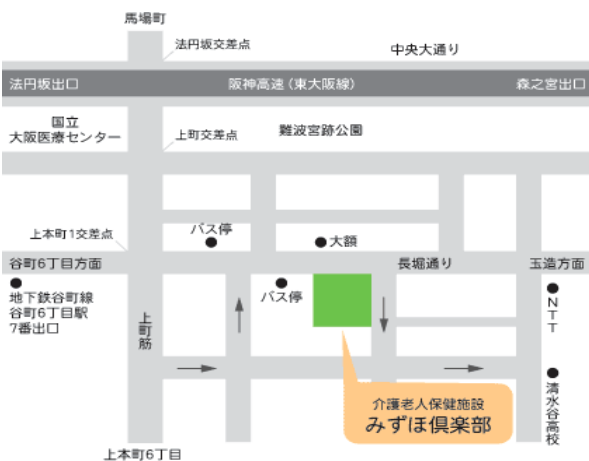 馬場町
法円坂交差点
中央大通り
法円坂出口
阪神高速（東大阪線）
森之宮出口
国立
大阪医療センター
上町交差点
難波宮跡公園
上本町1交差点
バス停
大額
谷町6丁目方面
長堀通り
玉造方面
地下鉄谷町線
谷町6丁目駅
7番出口
バス停
上町筋
NTT
介護老人保健施設
みずほ倶楽部
清水谷高校
上本町6丁目